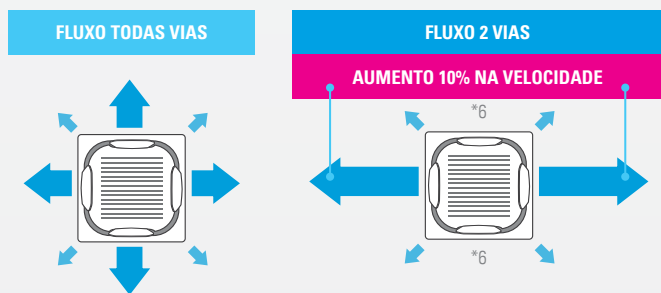 FLUXO TODAS VIAS
FLUXO 2 VIAS
AUMENTO 10% NA VELOCIDADE
*6
*6